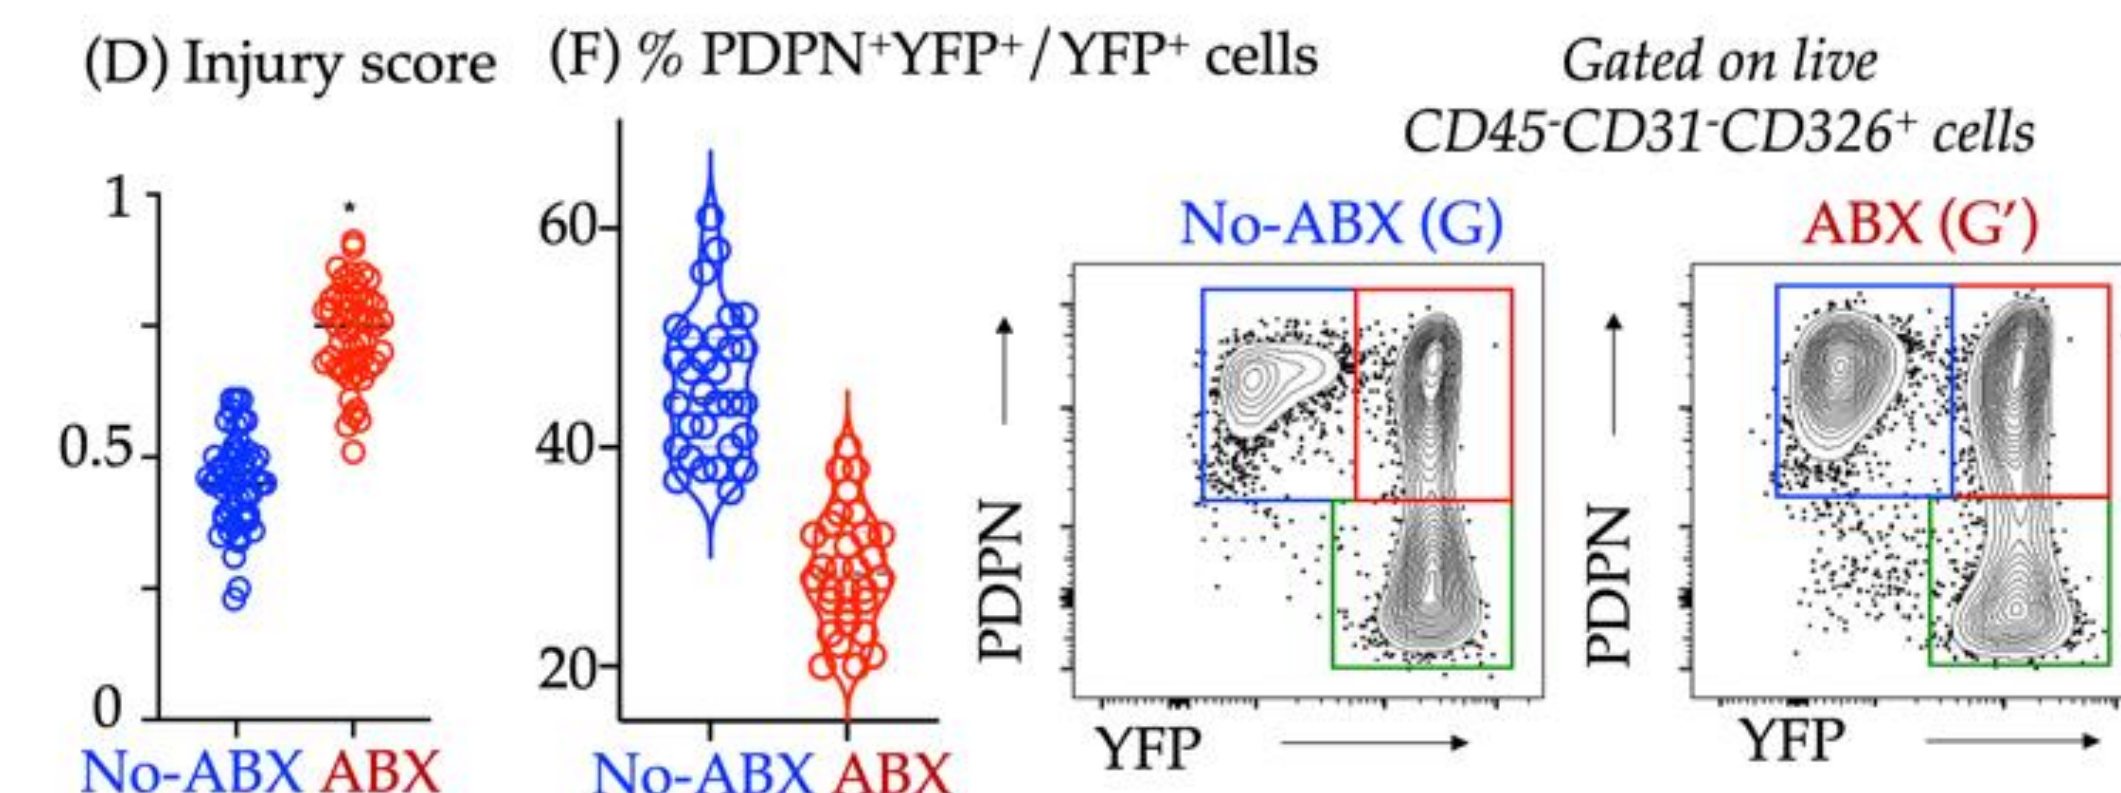 (D) Injury score
1
*
0.5
0
No-ABX ABX
(F) % PDPN⁺YFP⁺/YFP⁺ cells
60
40
20
No-ABX ABX
Gated on live
CD45⁻CD31⁻CD326⁺ cells
No-ABX (G)
PDPN
YFP
ABX (G′)
PDPN
YFP